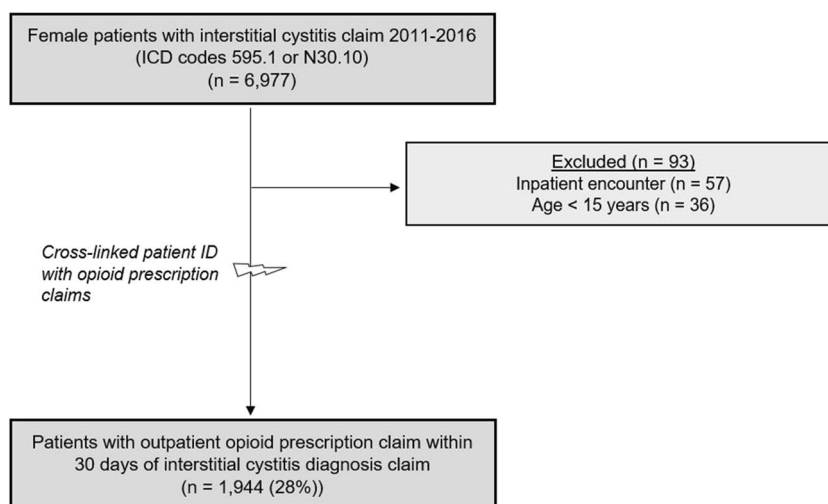 Female patients with interstitial cystitis claim 2011-2016
(ICD codes 595.1 or N30.10)
(n = 6,977)
Excluded (n = 93)
Inpatient encounter (n = 57)
Age < 15 years (n = 36)
Cross-linked patient ID
with opioid prescription
claims
Patients with outpatient opioid prescription claim within
30 days of interstitial cystitis diagnosis claim
(n = 1,944 (28%))